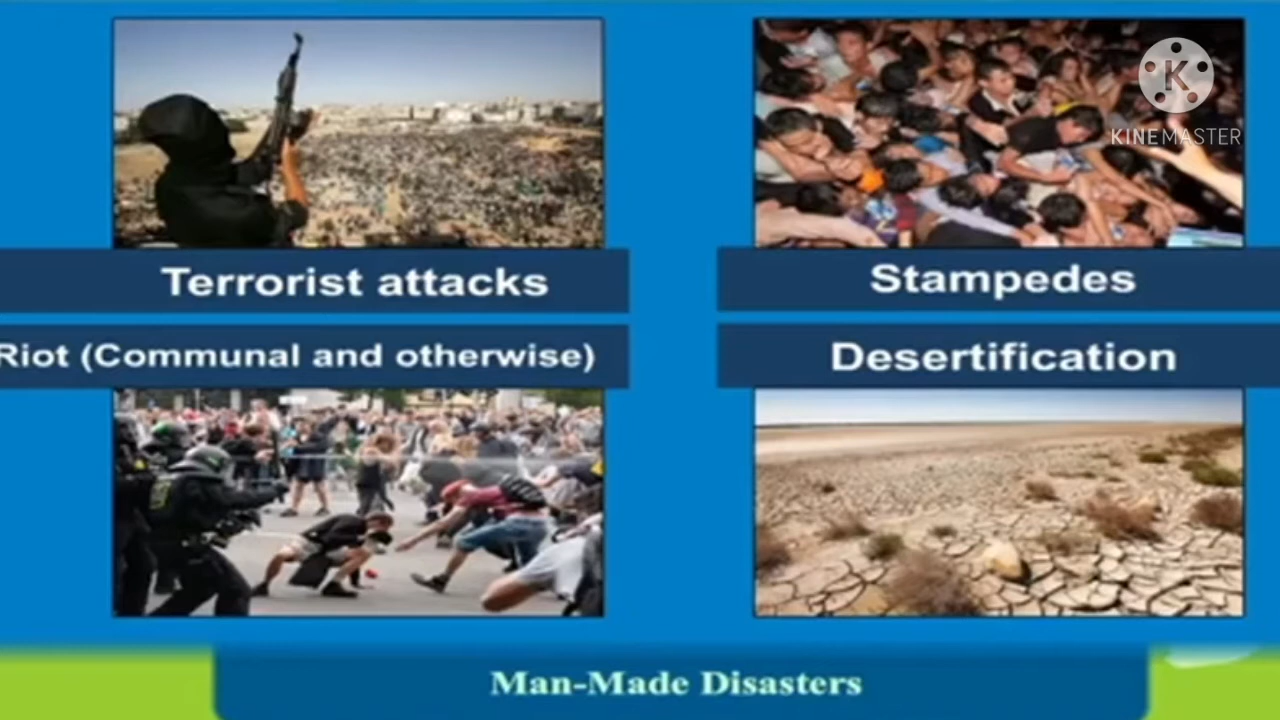 K
KINEMASTER
Terrorist attacks
Stampedes
Riot (Communal and otherwise)
Desertification
Man-Made Disasters